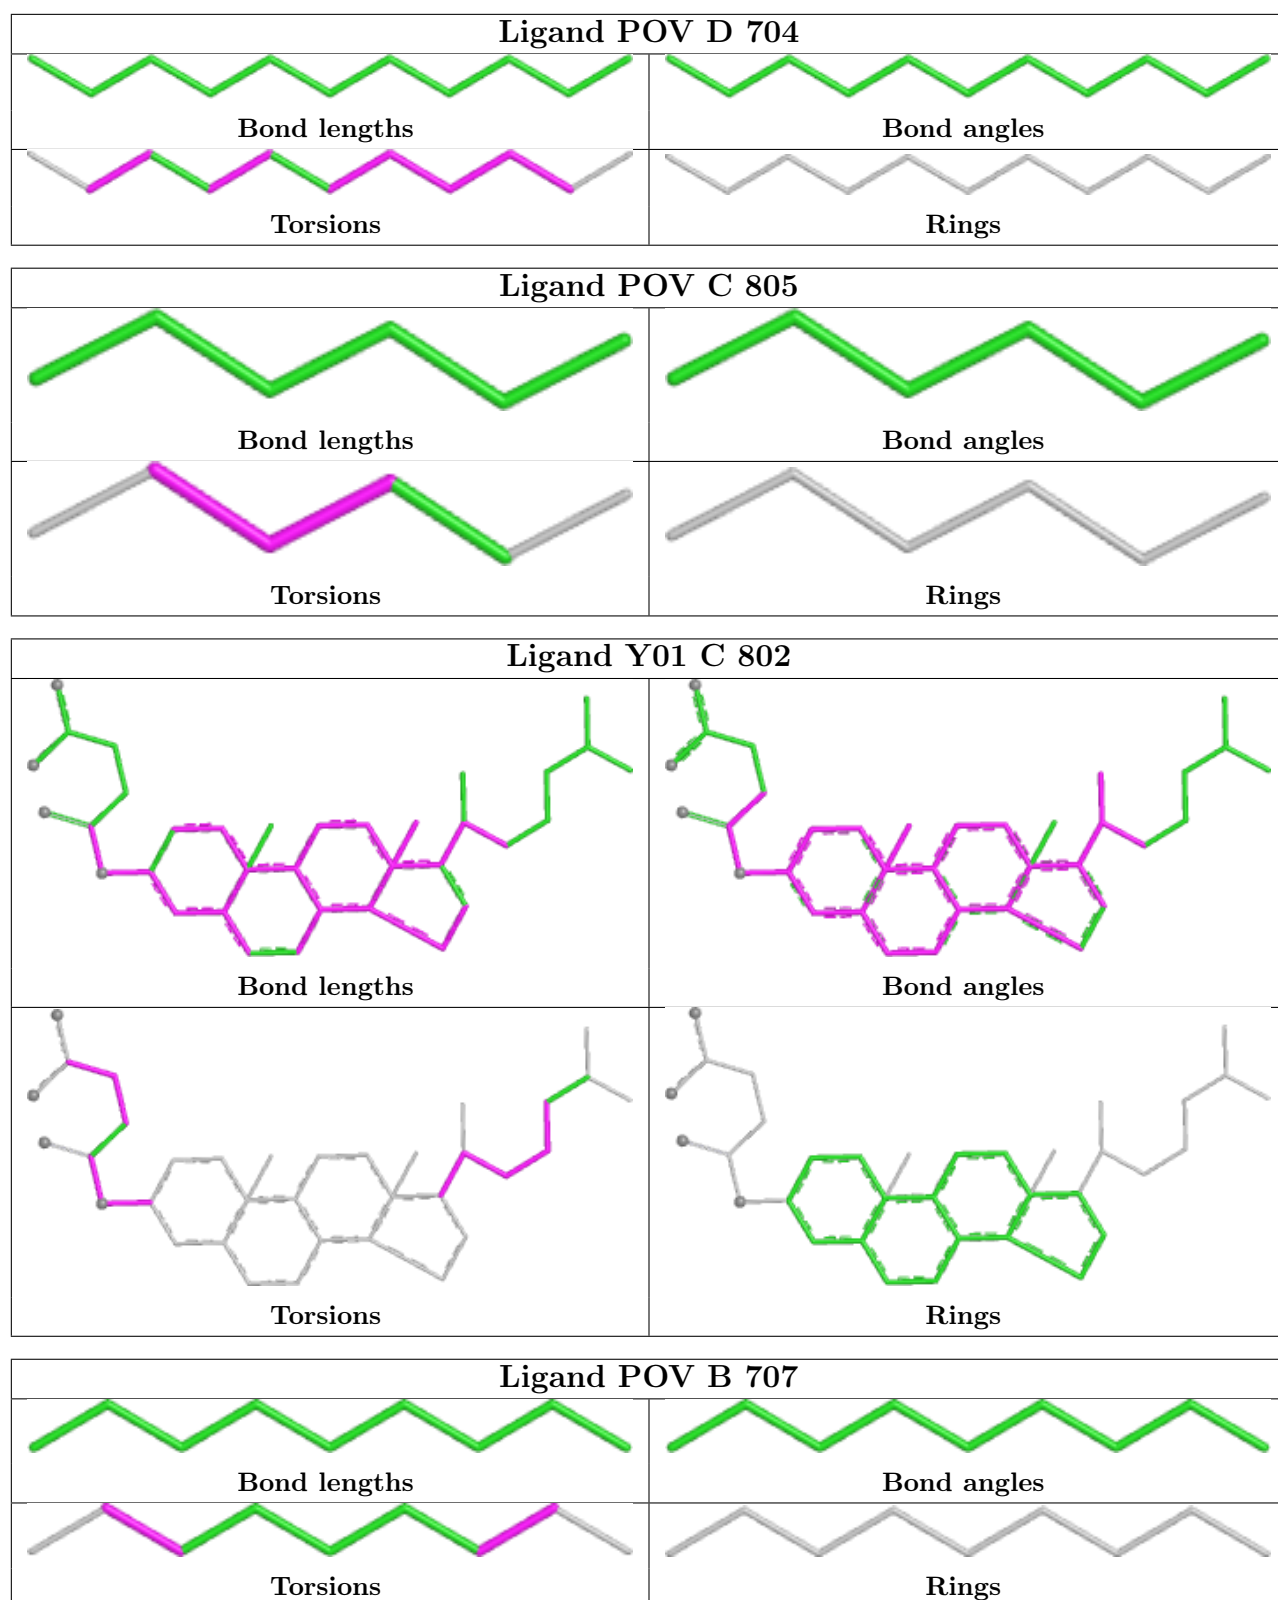 Ligand POV D 704
Bond lengths
Bond angles
Torsions
Rings
Ligand POV C 805
Bond lengths
Bond angles
Torsions
Rings
Ligand Y01 C 802
Bond lengths
Bond angles
Torsions
Rings
Ligand POV B 707
Bond lengths
Bond angles
Torsions
Rings